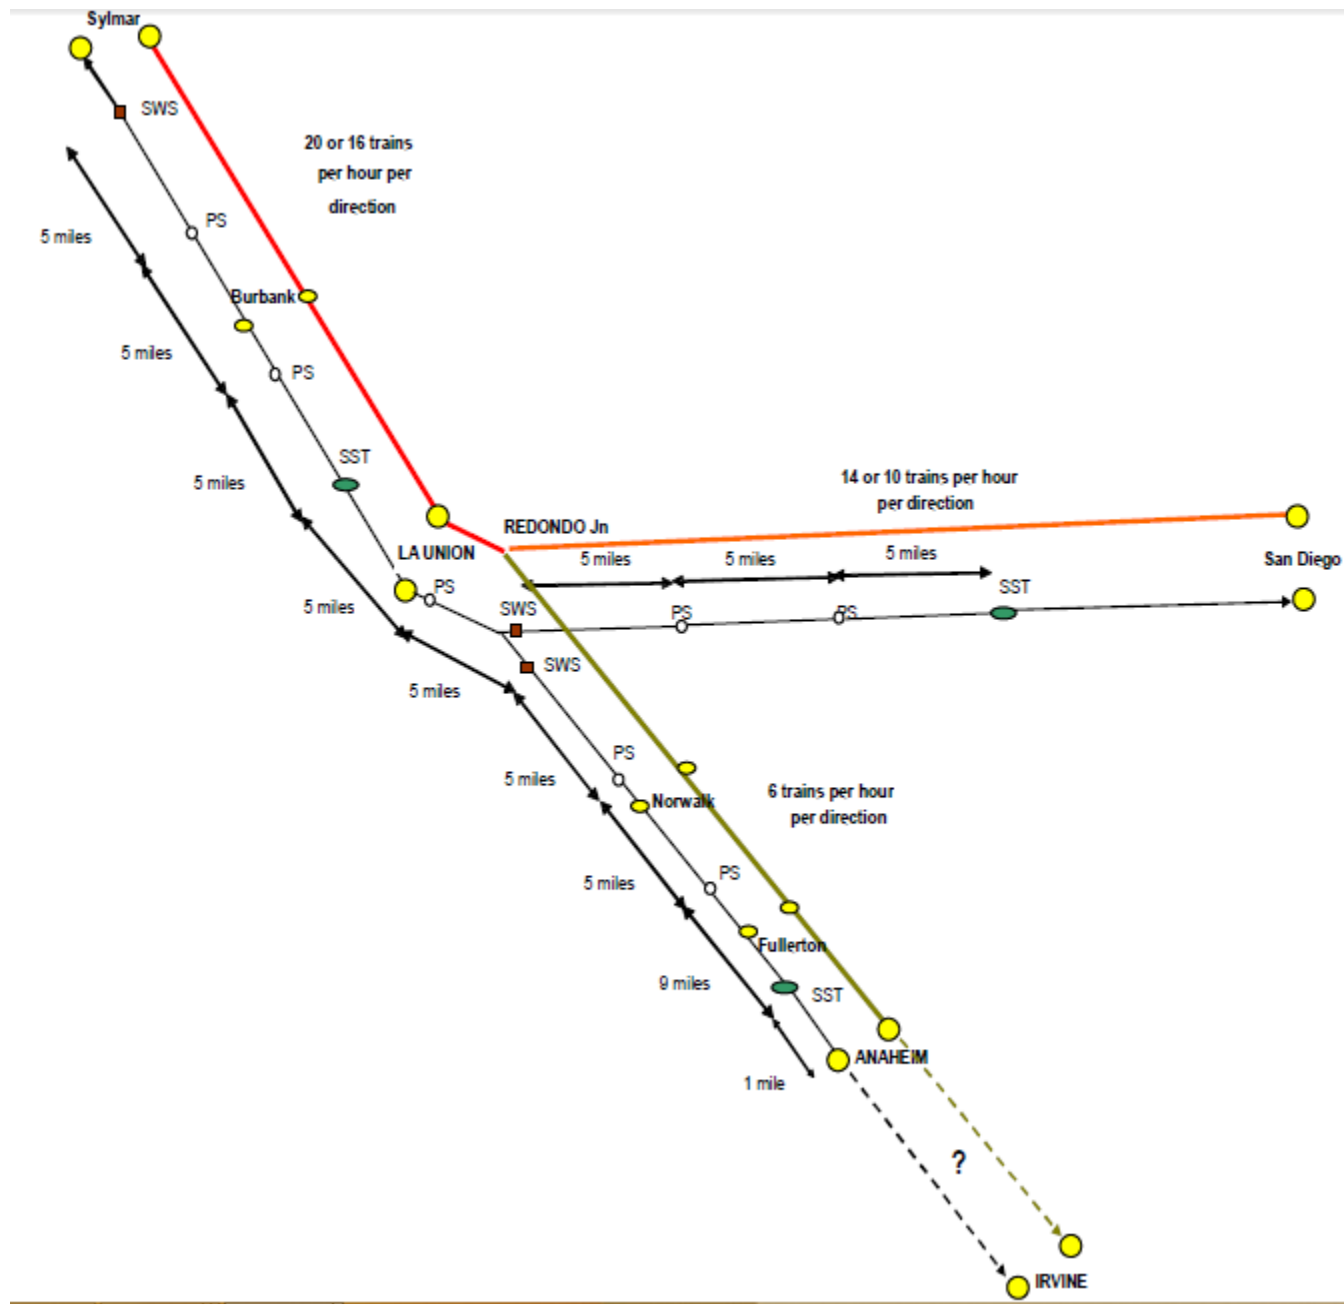 Sylmar
SWS
20 or 16 trains
per hour per
direction
PS
5 miles
Burbank
5 miles
PS
SST
5 miles
14 or 10 trains per hour
per direction
REDONDO Jn
LA UNION
5 miles
5 miles
5 miles
San Diego
PS
SST
SWS
PS
PS
5 miles
SWS
5 miles
PS
5 miles
Norwalk
6 trains per hour
per direction
PS
5 miles
Fullerton
9 miles
SST
ANAHEIM
1 mile
?
IRVINE